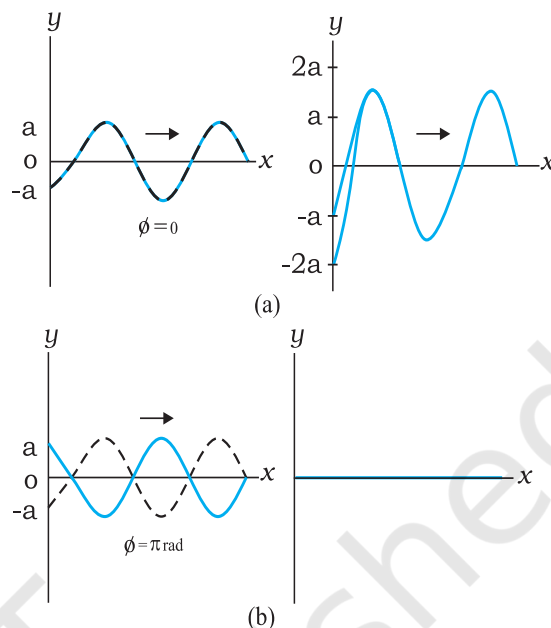 y
a
o
-a
x
ϕ = 0
y
2a
a
0
-a
-2a
x
(a)
y
a
o
-a
x
ϕ = π rad
y
x
(b)